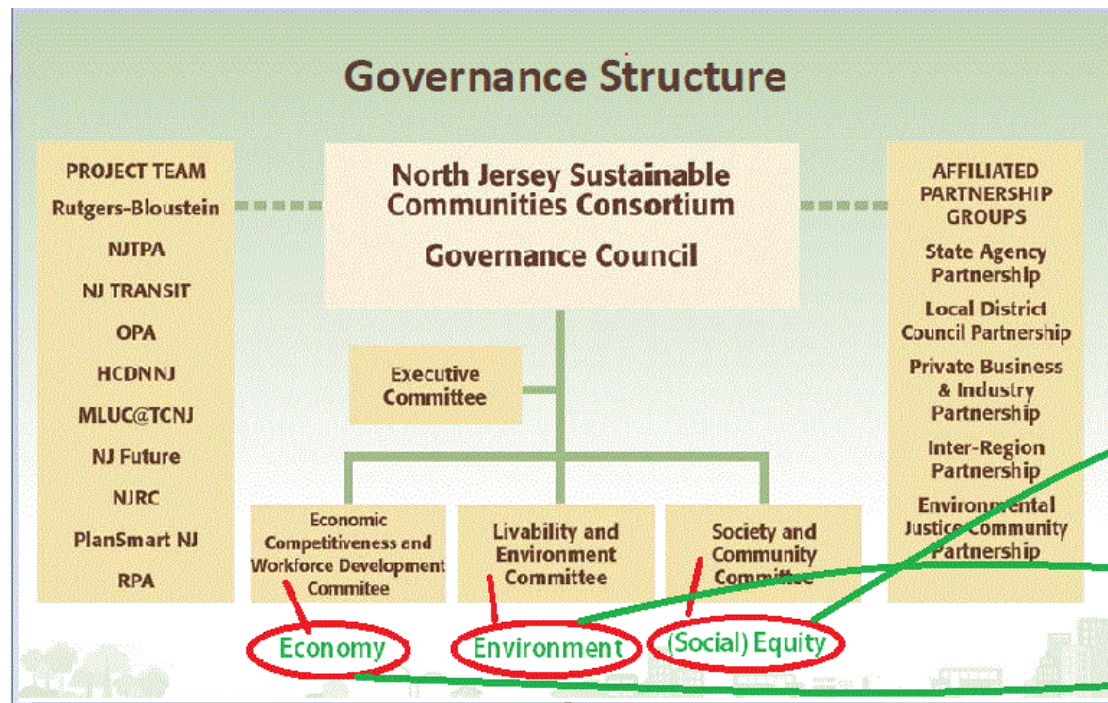 Governance Structure
PROJECT TEAM
Rutgers-Bloustein
NJTPA
NJ TRANSIT
OPA
HCDNNJ
MLUC@TCNJ
NJ Future
NJRC
PlanSmart NJ
RPA
North Jersey Sustainable
Communities Consortium
Governance Council
Executive
Committee
Economic
Competitiveness and
Workforce Development
Commitee
Livability and
Environment
Committee
Society and
Community
Committee
AFFILIATED
PARTNERSHIP
GROUPS
State Agency
Partnership
Local District
Council Partnership
Private Business
& Industry
Partnership
Inter-Region
Partnership
Environmental
Justice Community
Partnership
Economy
Environment
(Social) Equity